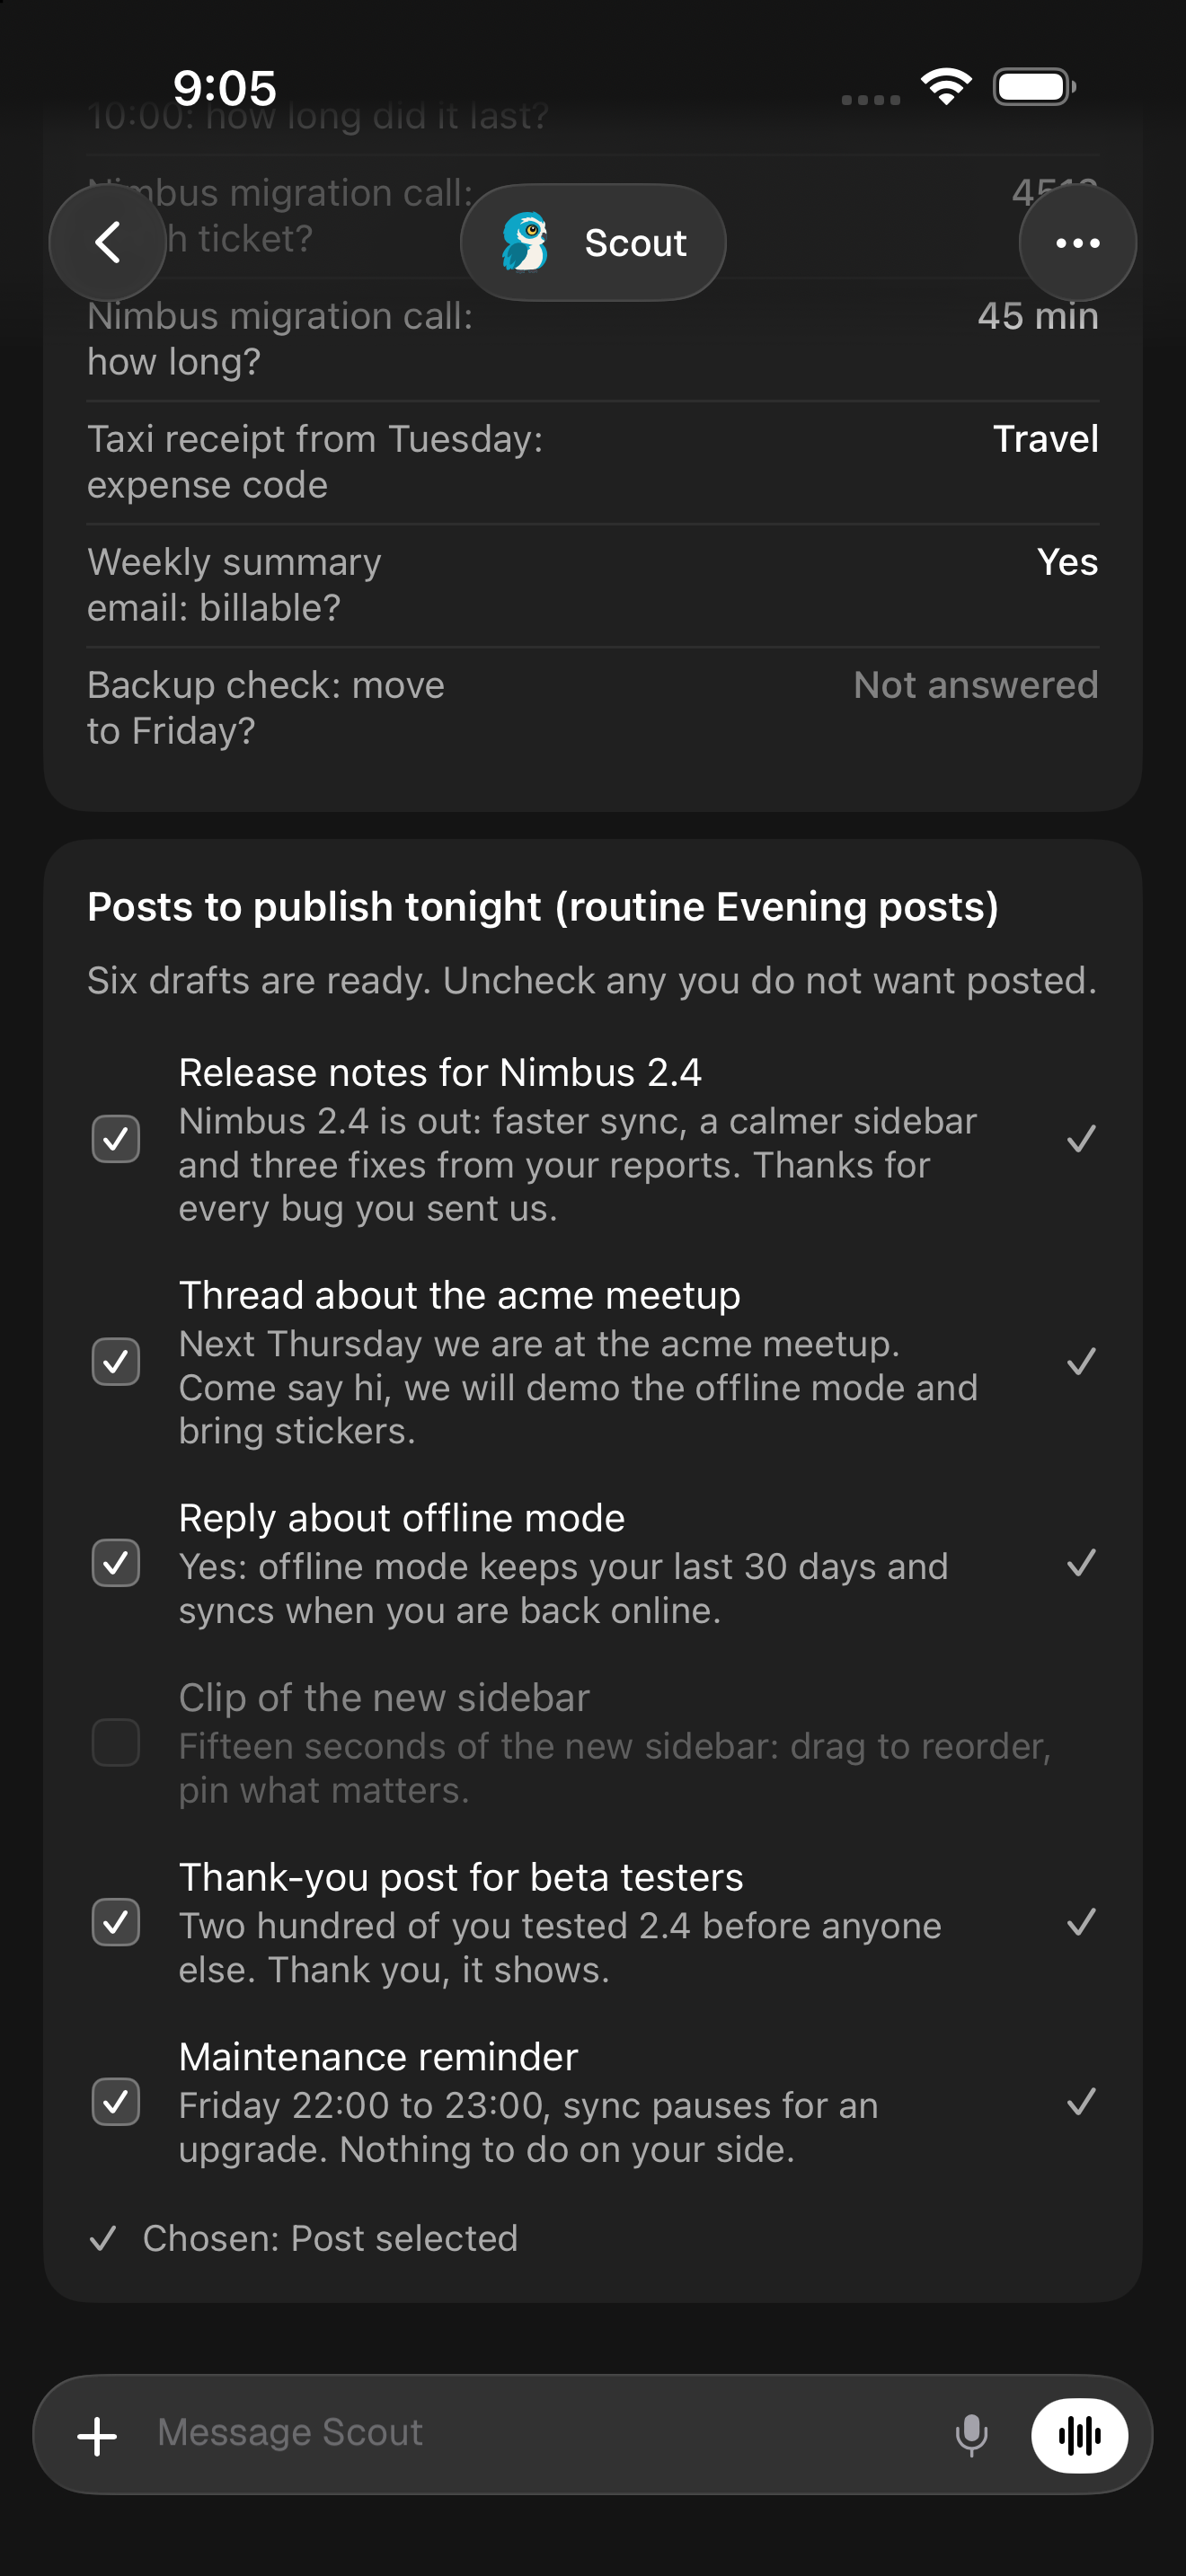 9:05
10:00: how long did it last?
Nimbus migration call:
h ticket?
Scout
Nimbus migration call:
how long?
45 min
Taxi receipt from Tuesday:
expense code
Travel
Weekly summary
email: billable?
Yes
Backup check: move
to Friday?
Not answered
Posts to publish tonight (routine Evening posts)
Six drafts are ready. Uncheck any you do not want posted.
Release notes for Nimbus 2.4
Nimbus 2.4 is out: faster sync, a calmer sidebar
and three fixes from your reports. Thanks for
every bug you sent us.
Thread about the acme meetup
Next Thursday we are at the acme meetup.
Come say hi, we will demo the offline mode and
bring stickers.
Reply about offline mode
Yes: offline mode keeps your last 30 days and
syncs when you are back online.
Clip of the new sidebar
Fifteen seconds of the new sidebar: drag to reorder,
pin what matters.
Thank-you post for beta testers
Two hundred of you tested 2.4 before anyone
else. Thank you, it shows.
Maintenance reminder
Friday 22:00 to 23:00, sync pauses for an
upgrade. Nothing to do on your side.
Chosen: Post selected
Message Scout